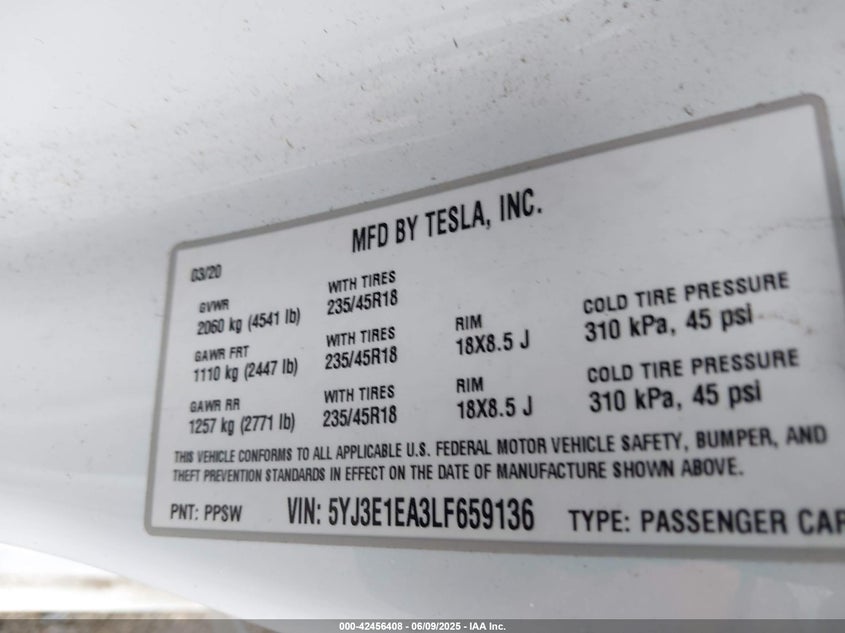 MFD BY TESLA, INC.
03/20
GVWR WITH TIRES
2060 kg (4541 lb) 235/45R18
GAWR FRT WITH TIRES RIM COLD TIRE PRESSURE
1110 kg (2447 lb) 235/45R18 18X8.5 J 310 kPa, 45 psi
GAWR RR WITH TIRES RIM COLD TIRE PRESSURE
1257 kg (2771 lb) 235/45R18 18X8.5 J 310 kPa, 45 psi
THIS VEHICLE CONFORMS TO ALL APPLICABLE U.S. FEDERAL MOTOR VEHICLE SAFETY, BUMPER, AND
THEFT PREVENTION STANDARDS IN EFFECT ON THE DATE OF MANUFACTURE SHOWN ABOVE.
PNT: PPSW VIN: 5YJ3E1EA3LF659136 TYPE: PASSENGER CAR
000-42456408 - 06/09/2025 - IAA Inc.